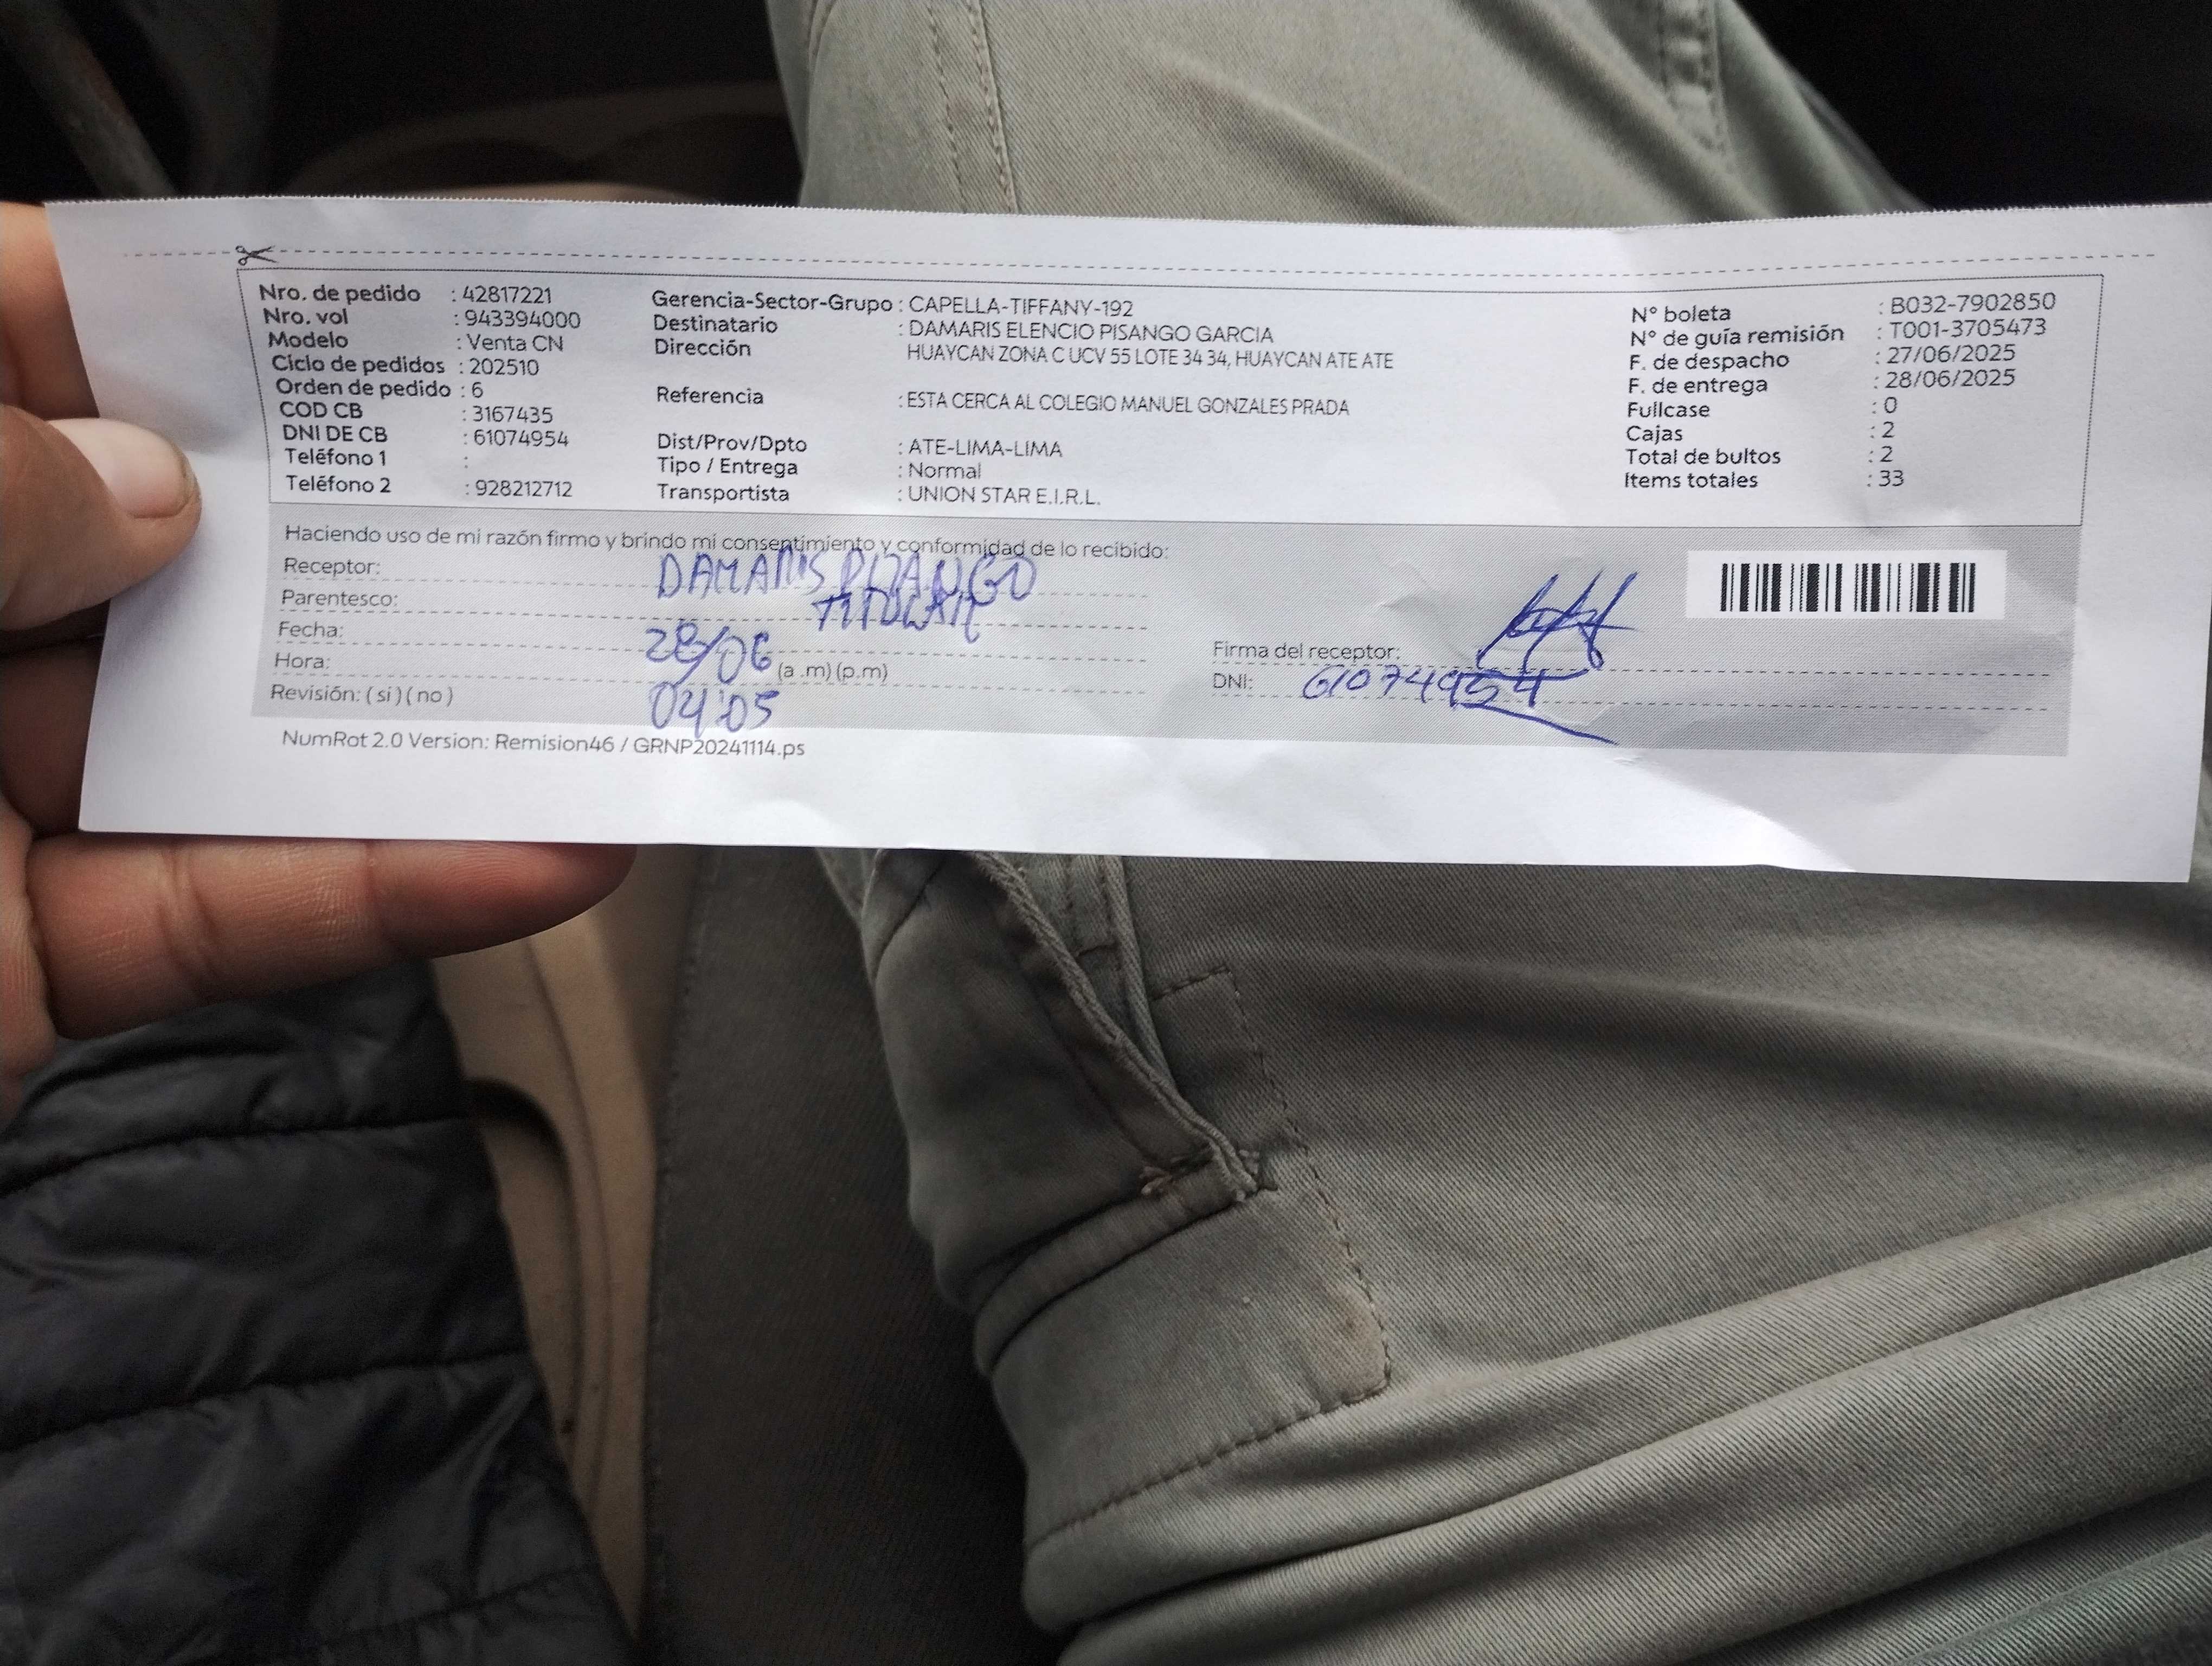 Nro. de pedido : 42817221
Nro. vol : 943394000
Modelo : Venta CN
Ciclo de pedidos : 202510
Orden de pedido : 6
COD CB : 3167435
DNI DE CB : 61074954
Teléfono 1 :
Teléfono 2 : 928212712
Gerencia-Sector-Grupo : CAPELLA-TIFFANY-192
Destinatario : DAMARIS ELENCIO PISANGO GARCIA
Dirección HUAYCAN ZONA C UCV 55 LOTE 34 34, HUAYCAN ATE ATE
Referencia : ESTA CERCA AL COLEGIO MANUEL GONZALES PRADA
Dist/Prov/Dpto : ATE-LIMA-LIMA
Tipo / Entrega : Normal
Transportista : UNION STAR E.I.R.L.
N° boleta : B032-7902850
N° de guía remisión : T001-3705473
F. de despacho : 27/06/2025
F. de entrega : 28/06/2025
Fullcase : 0
Cajas : 2
Total de bultos : 2
Items totales : 33
Haciendo uso de mi razón firmo y brindo mi consentimiento y conformidad de lo recibido:
Receptor: DAMARIS PIZANGO
Parentesco: TITULAR
Fecha: 28/06
Hora: (a .m) (p.m)
Revisión: ( si ) ( no ) 04:05
Firma del receptor:
DNI: 61074954
NumRot 2.0 Version: Remision46 / GRNP20241114.ps